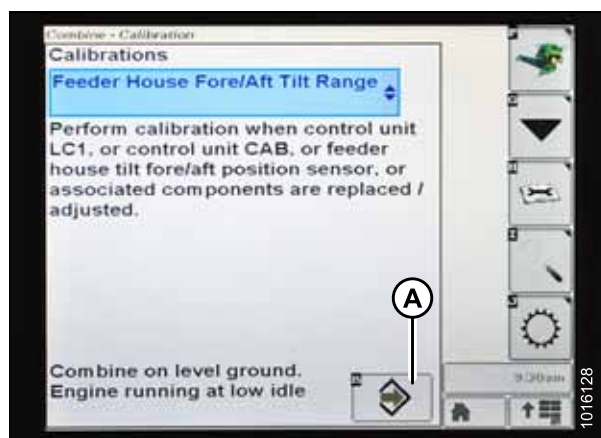 Combine - Calibration
Calibrations
Feeder House Fore/Aft Tilt Range
Perform calibration when control unit
LC1, or control unit CAB, or feeder
house tilt fore/aft position sensor, or
associated components are replaced /
adjusted.
A
Combine on level ground.
Engine running at low idle
1016128